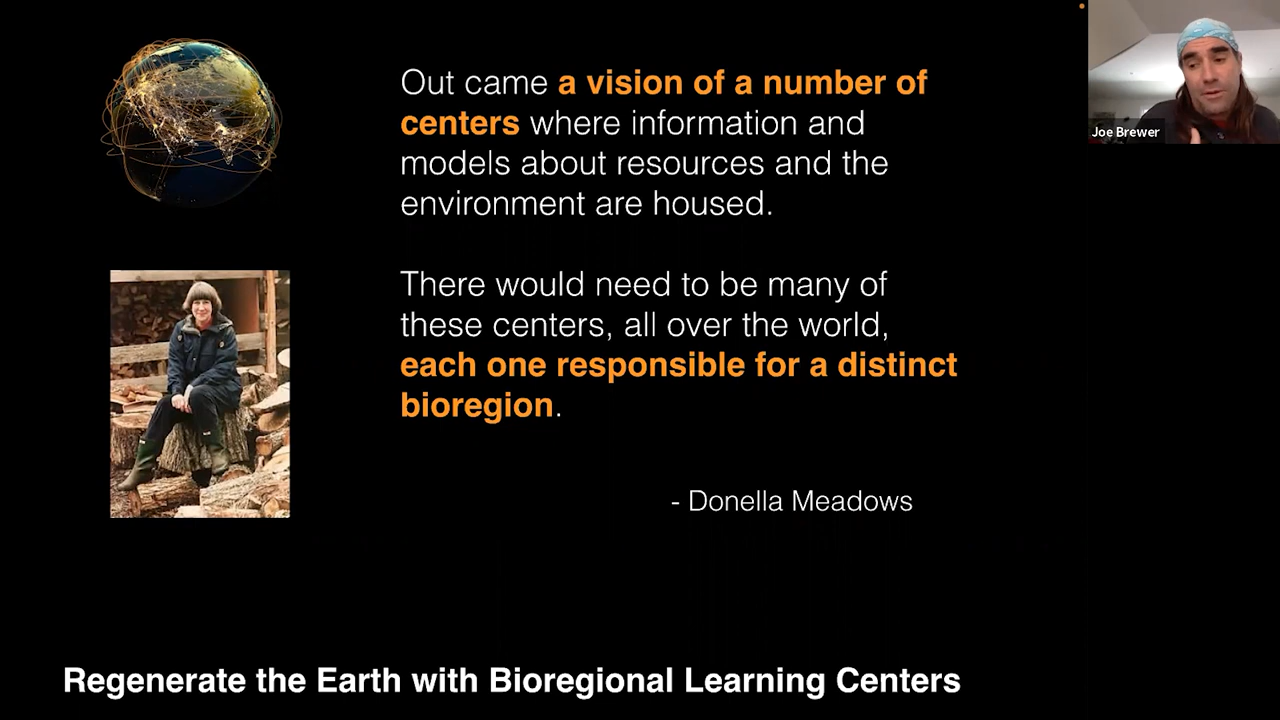 Out came a vision of a number of
centers where information and
models about resources and the
environment are housed.
There would need to be many of
these centers, all over the world,
each one responsible for a distinct
bioregion.
- Donella Meadows
Regenerate the Earth with Bioregional Learning Centers
Joe Brewer